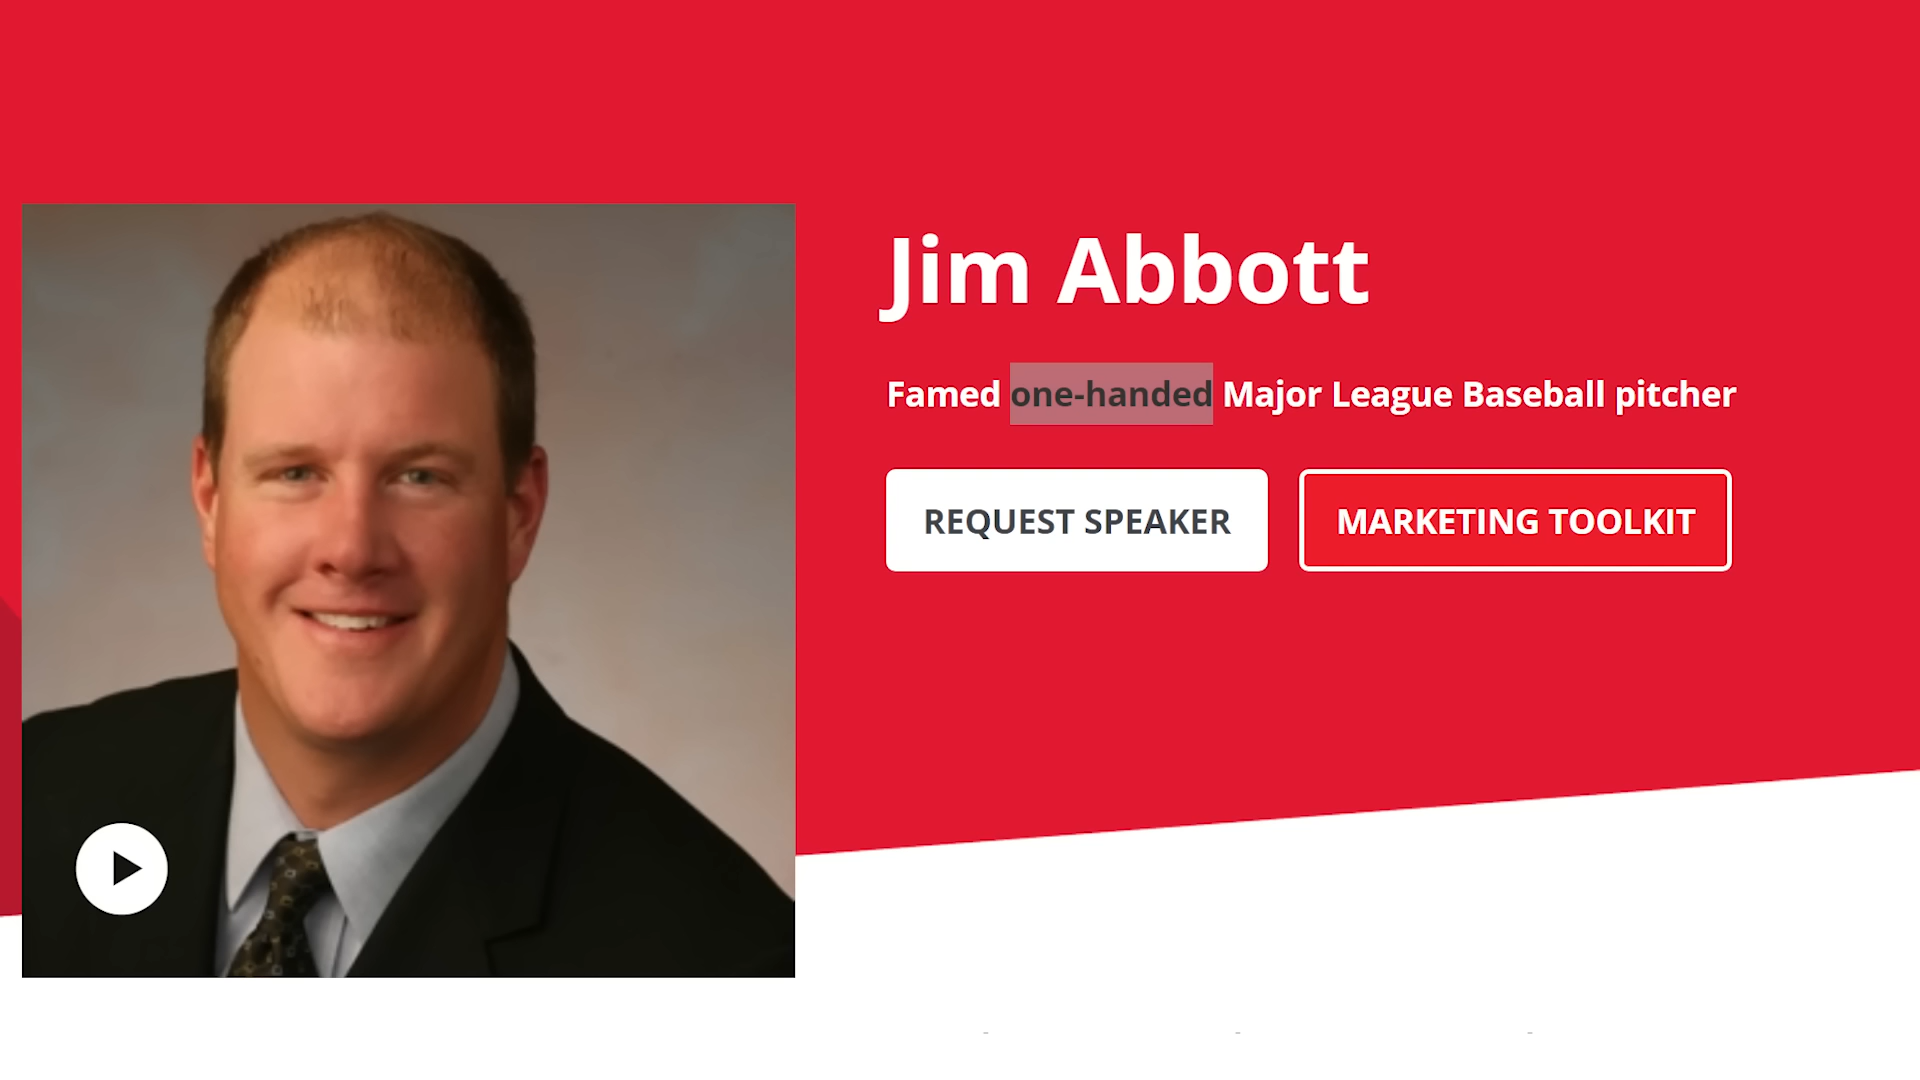 Jim Abbott
Famed one-handed Major League Baseball pitcher
REQUEST SPEAKER
MARKETING TOOLKIT